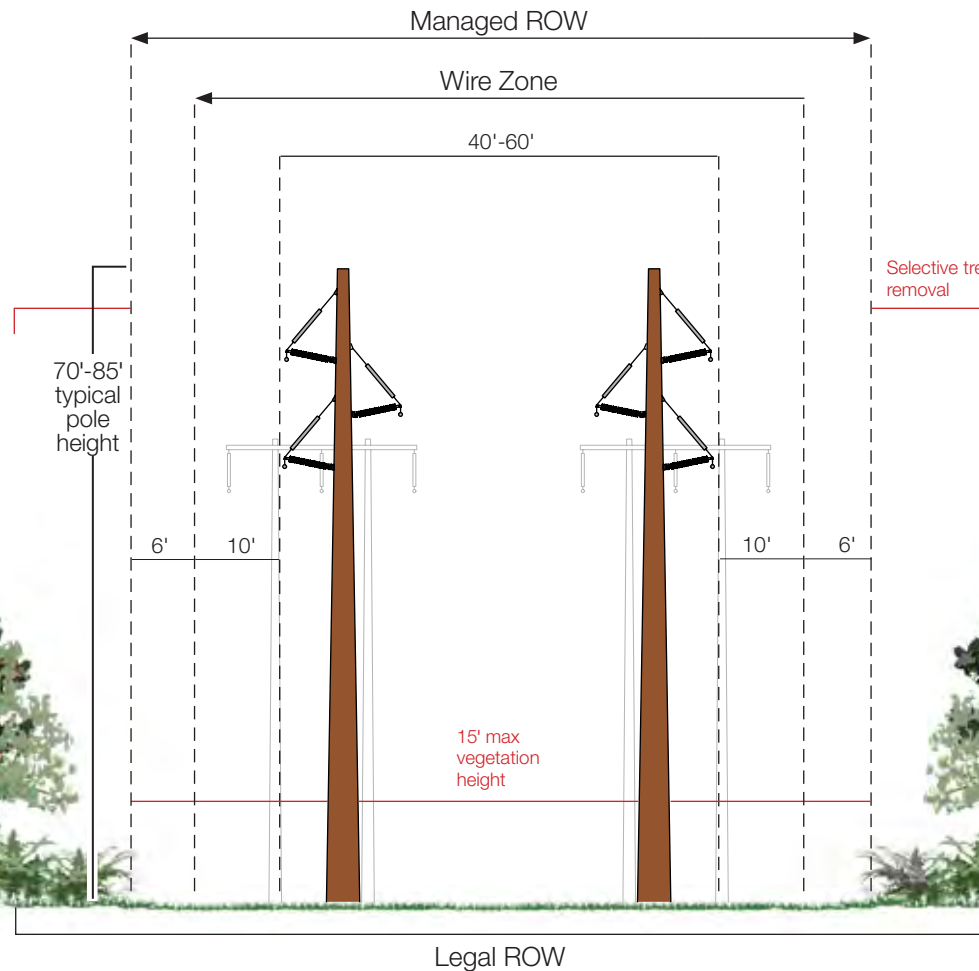 Managed ROW
Wire Zone
40'-60'
Selective
removal
70'-85'
typical
pole
height
6'
10'
10'
6'
15' max
vegetation
height
Legal ROW